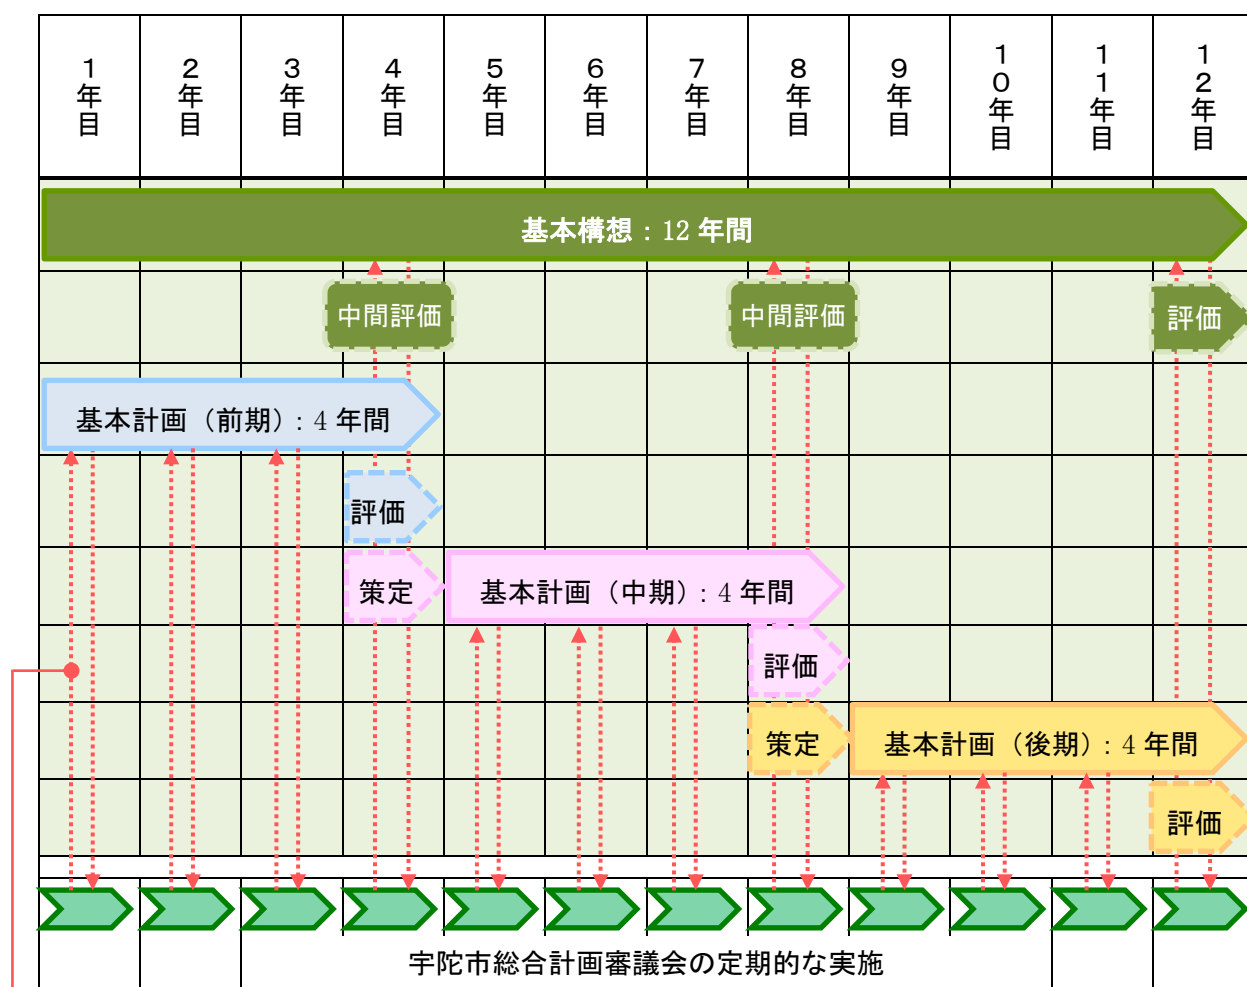 1年目
2年目
3年目
4年目
5年目
6年目
7年目
8年目
9年目
10年目
11年目
12年目
基本構想：12 年間
中間評価
中間評価
評価
基本計画（前期）：4 年間
評価
策定
基本計画（中期）：4 年間
評価
策定
基本計画（後期）：4 年間
評価
宇陀市総合計画審議会の定期的な実施